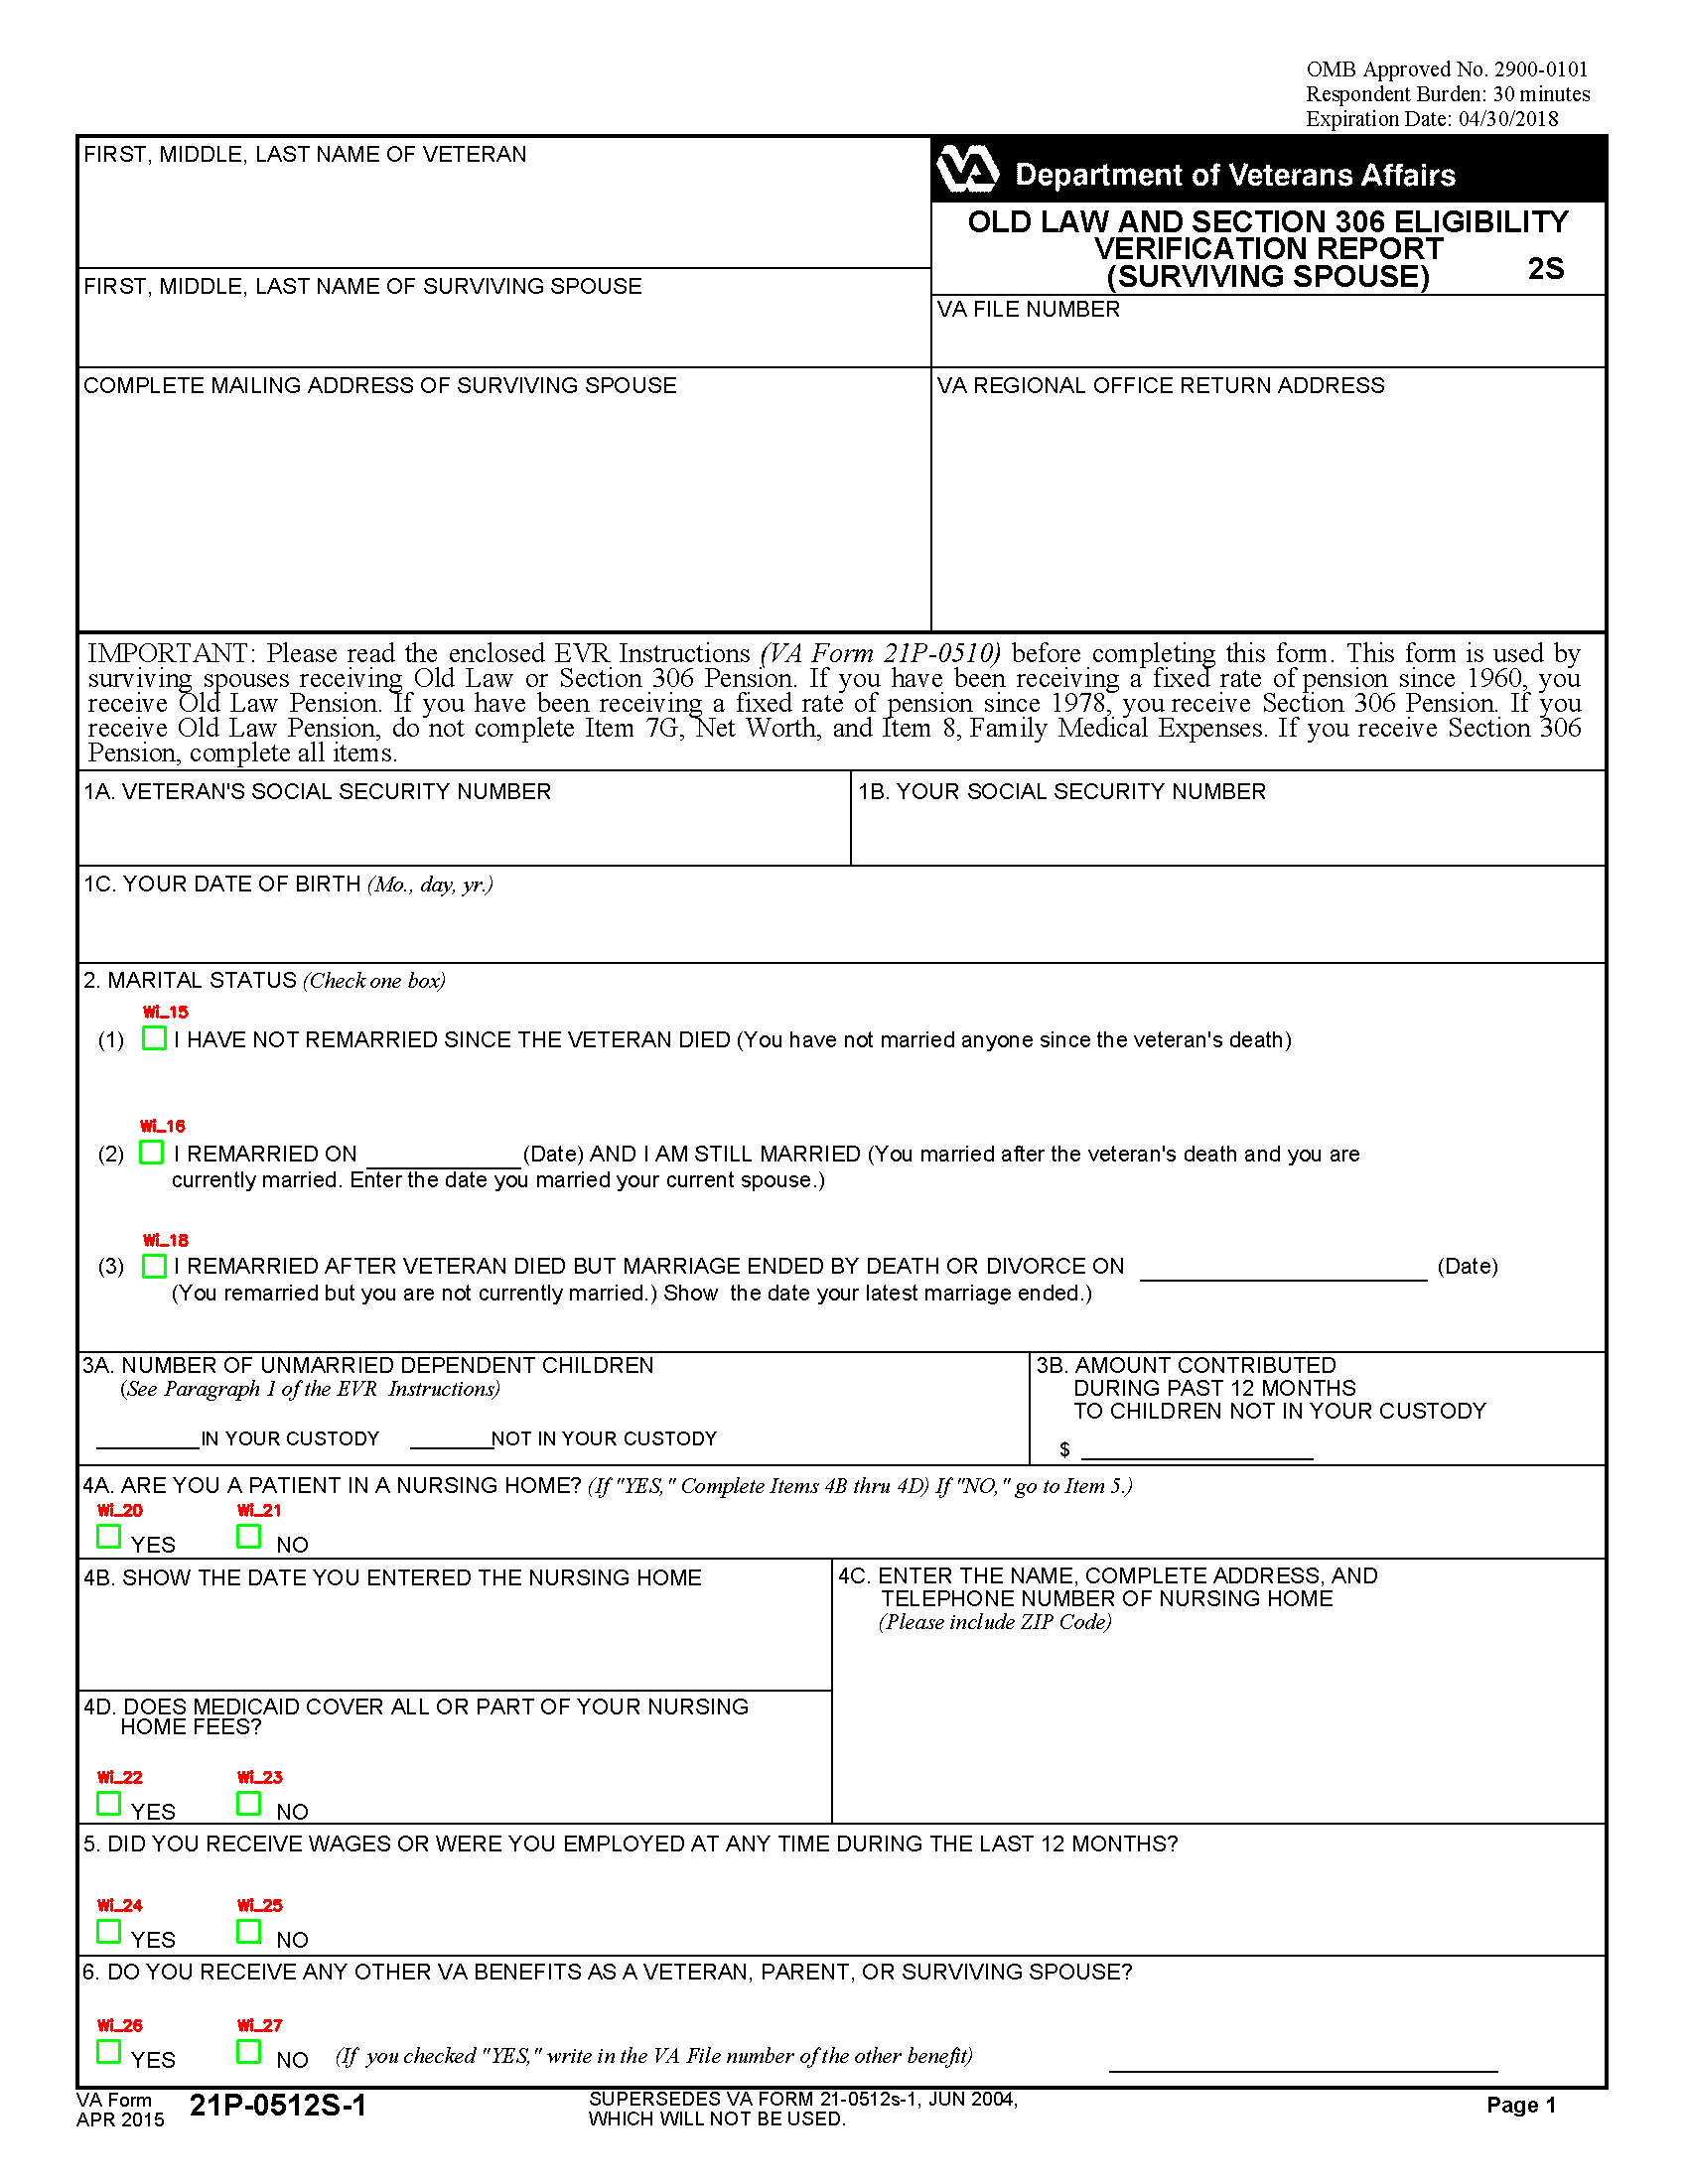 OMB Approved No. 2900-0101
Respondent Burden: 30 minutes
Expiration Date: 04/30/2018
FIRST, MIDDLE, LAST NAME OF VETERAN
VA Department of Veterans Affairs
OLD LAW AND SECTION 306 ELIGIBILITY
VERIFICATION REPORT
(SURVIVING SPOUSE) 2S
FIRST, MIDDLE, LAST NAME OF SURVIVING SPOUSE
VA FILE NUMBER
COMPLETE MAILING ADDRESS OF SURVIVING SPOUSE
VA REGIONAL OFFICE RETURN ADDRESS
IMPORTANT: Please read the enclosed EVR Instructions (VA Form 21P-0510) before completing this form. This form is used by
surviving spouses receiving Old Law or Section 306 Pension. If you have been receiving a fixed rate of pension since 1960, you
receive Old Law Pension. If you have been receiving a fixed rate of pension since 1978, you receive Section 306 Pension. If you
receive Old Law Pension, do not complete Item 7G, Net Worth, and Item 8, Family Medical Expenses. If you receive Section 306
Pension, complete all items.
1A. VETERAN'S SOCIAL SECURITY NUMBER
1B. YOUR SOCIAL SECURITY NUMBER
1C. YOUR DATE OF BIRTH (Mo., day, yr.)
2. MARITAL STATUS (Check one box)
Wi_15
(1) I HAVE NOT REMARRIED SINCE THE VETERAN DIED (You have not married anyone since the veteran's death)
Wi_16
(2) I REMARRIED ON (Date) AND I AM STILL MARRIED (You married after the veteran's death and you are
currently married. Enter the date you married your current spouse.)
Wi_18
(3) I REMARRIED AFTER VETERAN DIED BUT MARRIAGE ENDED BY DEATH OR DIVORCE ON (Date)
(You remarried but you are not currently married.) Show the date your latest marriage ended.)
3A. NUMBER OF UNMARRIED DEPENDENT CHILDREN
(See Paragraph 1 of the EVR Instructions)
IN YOUR CUSTODY NOT IN YOUR CUSTODY
3B. AMOUNT CONTRIBUTED
DURING PAST 12 MONTHS
TO CHILDREN NOT IN YOUR CUSTODY
$
4A. ARE YOU A PATIENT IN A NURSING HOME? (If "YES," Complete Items 4B thru 4D) If "NO," go to Item 5.)
Wi_20 Wi_21
YES NO
4B. SHOW THE DATE YOU ENTERED THE NURSING HOME
4C. ENTER THE NAME, COMPLETE ADDRESS, AND
TELEPHONE NUMBER OF NURSING HOME
(Please include ZIP Code)
4D. DOES MEDICAID COVER ALL OR PART OF YOUR NURSING
HOME FEES?
Wi_22 Wi_23
YES NO
5. DID YOU RECEIVE WAGES OR WERE YOU EMPLOYED AT ANY TIME DURING THE LAST 12 MONTHS?
Wi_24 Wi_25
YES NO
6. DO YOU RECEIVE ANY OTHER VA BENEFITS AS A VETERAN, PARENT, OR SURVIVING SPOUSE?
Wi_26 Wi_27
YES NO (If you checked "YES," write in the VA File number of the other benefit)
VA Form
APR 2015 21P-0512S-1
SUPERSEDES VA FORM 21-0512s-1, JUN 2004,
WHICH WILL NOT BE USED.
Page 1